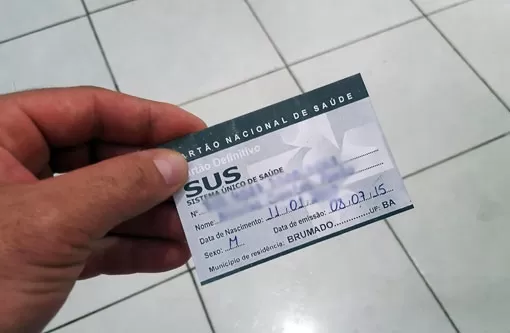 CARTÃO NACIONAL DE SAÚDE
Cartão Definitivo
SUS
SISTEMA ÚNICO DE SAÚDE
Nº
Nome:
Data de Nascimento: 11,01, Data de emissão: 08,07,15
Sexo: M
Município de residência: BRUMADO UF: BA